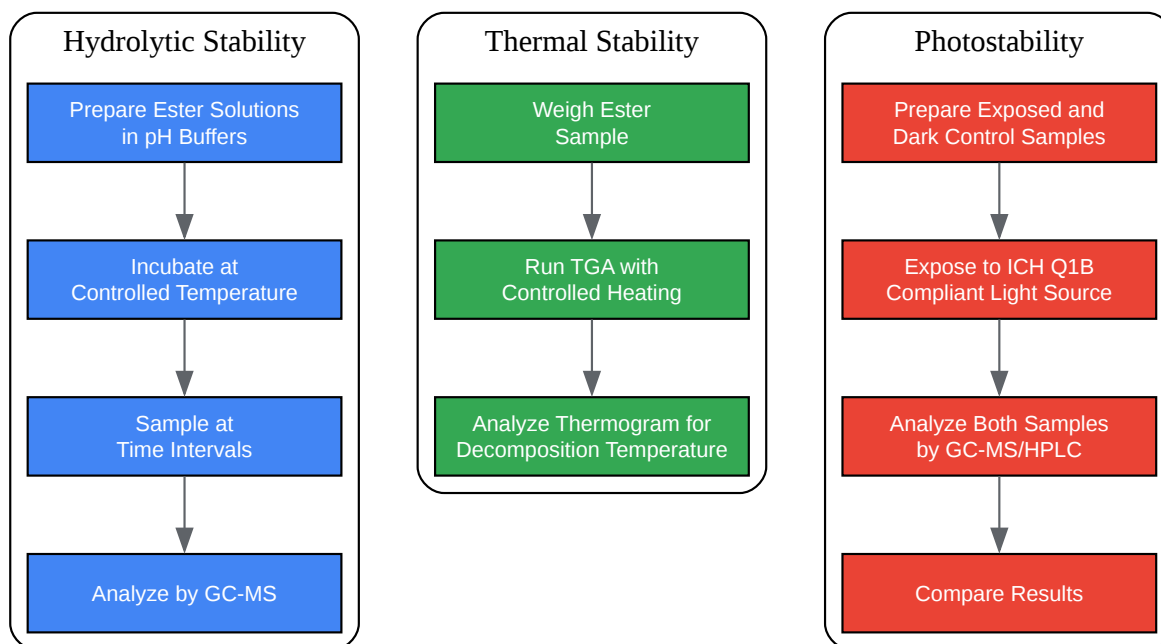 Hydrolytic Stability
Prepare Ester Solutions
in pH Buffers
Incubate at
Controlled Temperature
Sample at
Time Intervals
Analyze by GC-MS
Thermal Stability
Weigh Ester
Sample
Run TGA with
Controlled Heating
Analyze Thermogram for
Decomposition Temperature
Photostability
Prepare Exposed and
Dark Control Samples
Expose to ICH Q1B
Compliant Light Source
Analyze Both Samples
by GC-MS/HPLC
Compare Results